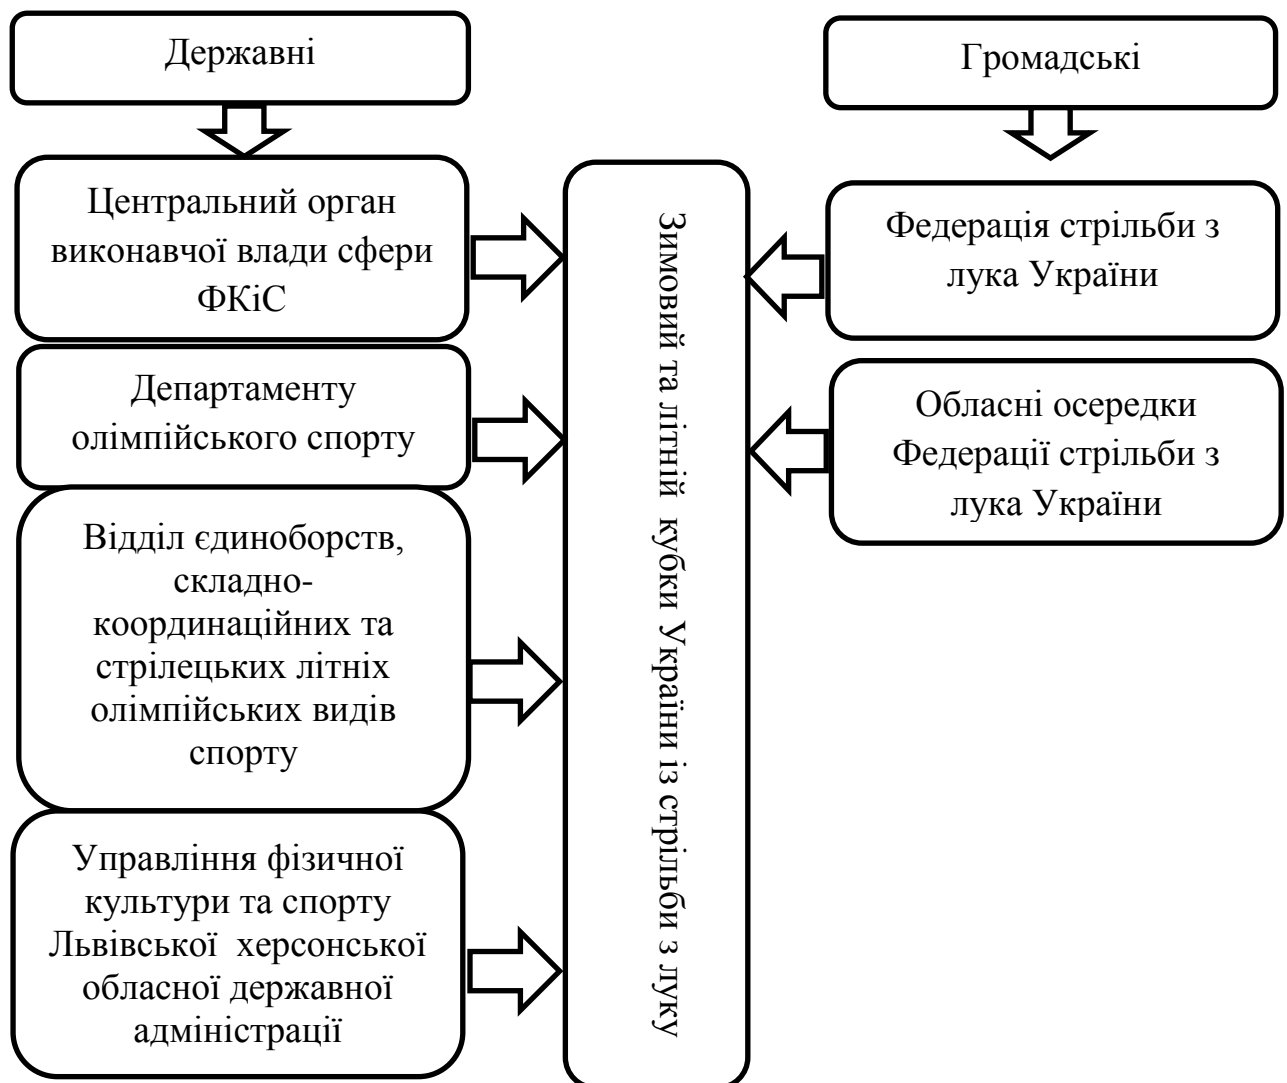 Державні
Центральний орган
виконавчої влади сфери
ФКіС
Департаменту
олімпійського спорту
Відділ єдиноборств,
складно-
координаційних та
стрілецьких літніх
олімпійських видів
спорту
Управління фізичної
культури та спорту
Львівської херсонської
обласної державної
адміністрації
Зимовий та літній кубки України із стрільби з луку
Громадські
Федерація стрільби з
лука України
Обласні осередки
Федерації стрільби з
лука України